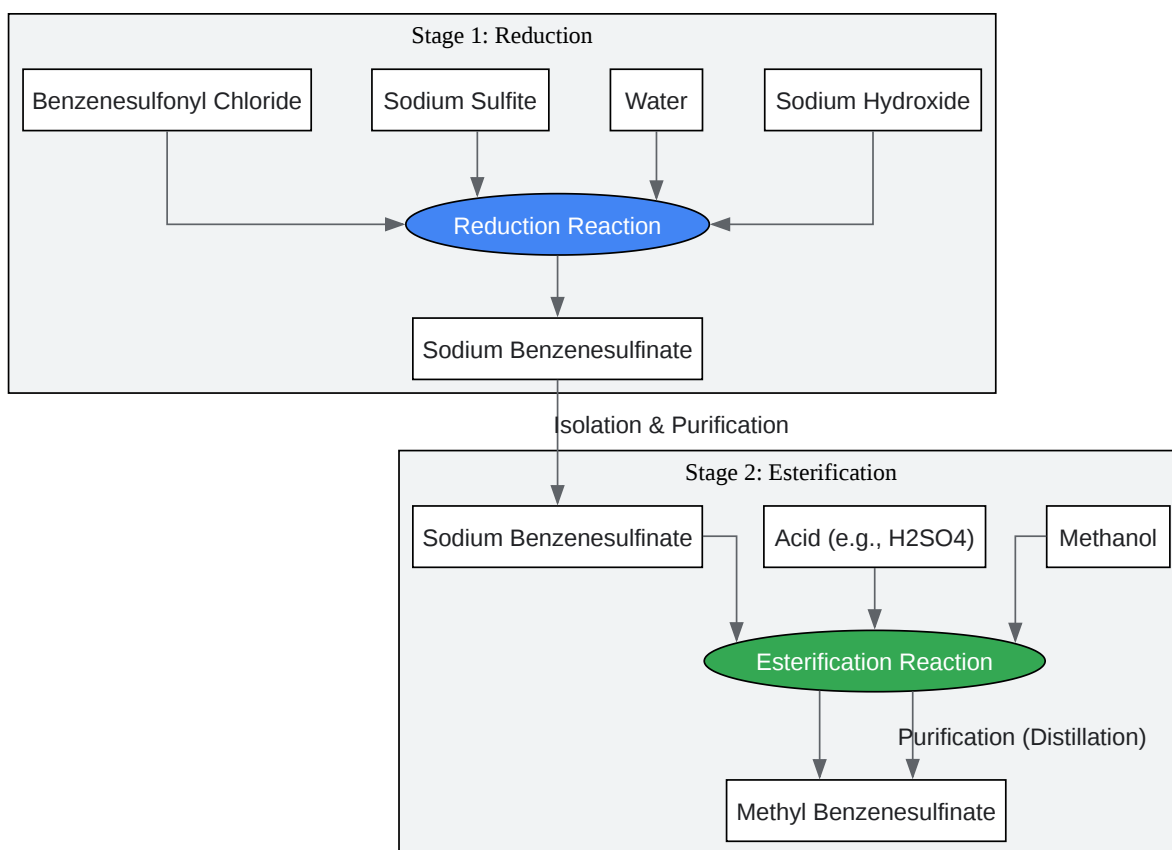 Stage 1: Reduction
Benzenesulfonyl Chloride
Sodium Sulfite
Water
Sodium Hydroxide
Reduction Reaction
Sodium Benzenesulfinate
Isolation & Purification
Stage 2: Esterification
Sodium Benzenesulfinate
Acid (e.g., H2SO4)
Methanol
Esterification Reaction
Purification (Distillation)
Methyl Benzenesulfinate